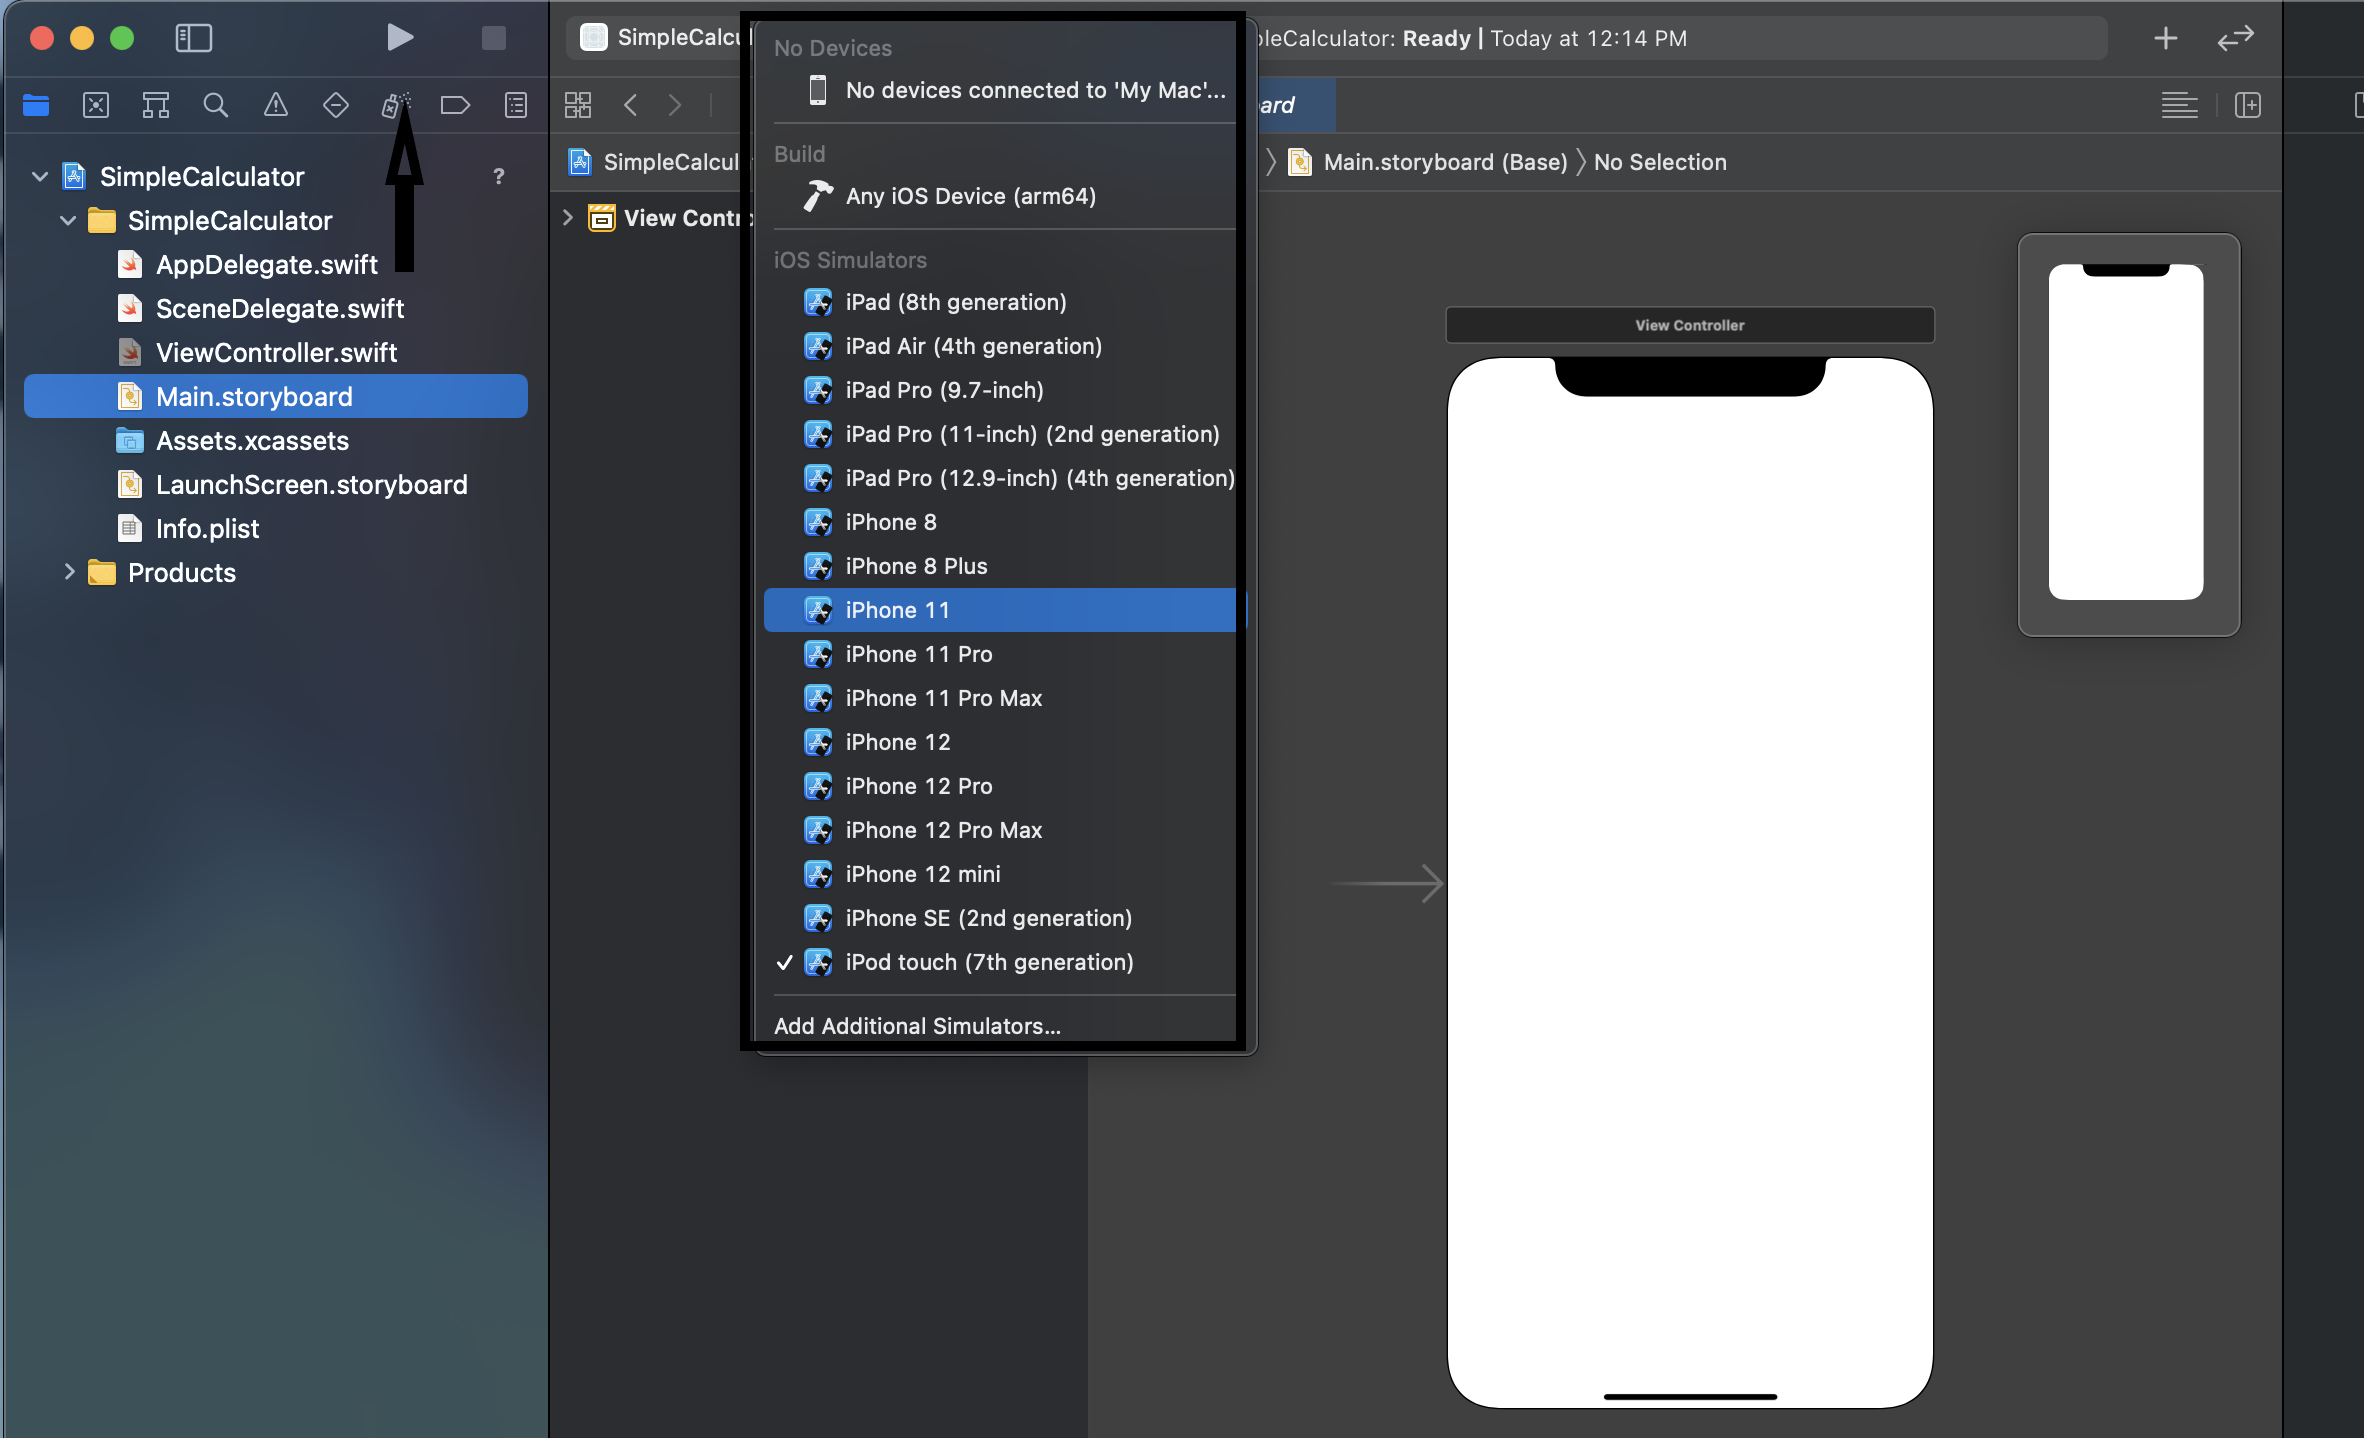 SimpleCalcu
No Devices
No devices connected to 'My Mac'...
Build
Any iOS Device (arm64)
iOS Simulators
iPad (8th generation)
iPad Air (4th generation)
iPad Pro (9.7-inch)
iPad Pro (11-inch) (2nd generation)
iPad Pro (12.9-inch) (4th generation)
iPhone 8
iPhone 8 Plus
iPhone 11
iPhone 11 Pro
iPhone 11 Pro Max
iPhone 12
iPhone 12 Pro
iPhone 12 Pro Max
iPhone 12 mini
iPhone SE (2nd generation)
iPod touch (7th generation)
Add Additional Simulators...
pleCalculator: Ready | Today at 12:14 PM
ard
SimpleCalcul
Main.storyboard (Base) No Selection
SimpleCalculator ?
SimpleCalculator
AppDelegate.swift
SceneDelegate.swift
ViewController.swift
Main.storyboard
Assets.xcassets
LaunchScreen.storyboard
Info.plist
Products
View Contr
View Controller